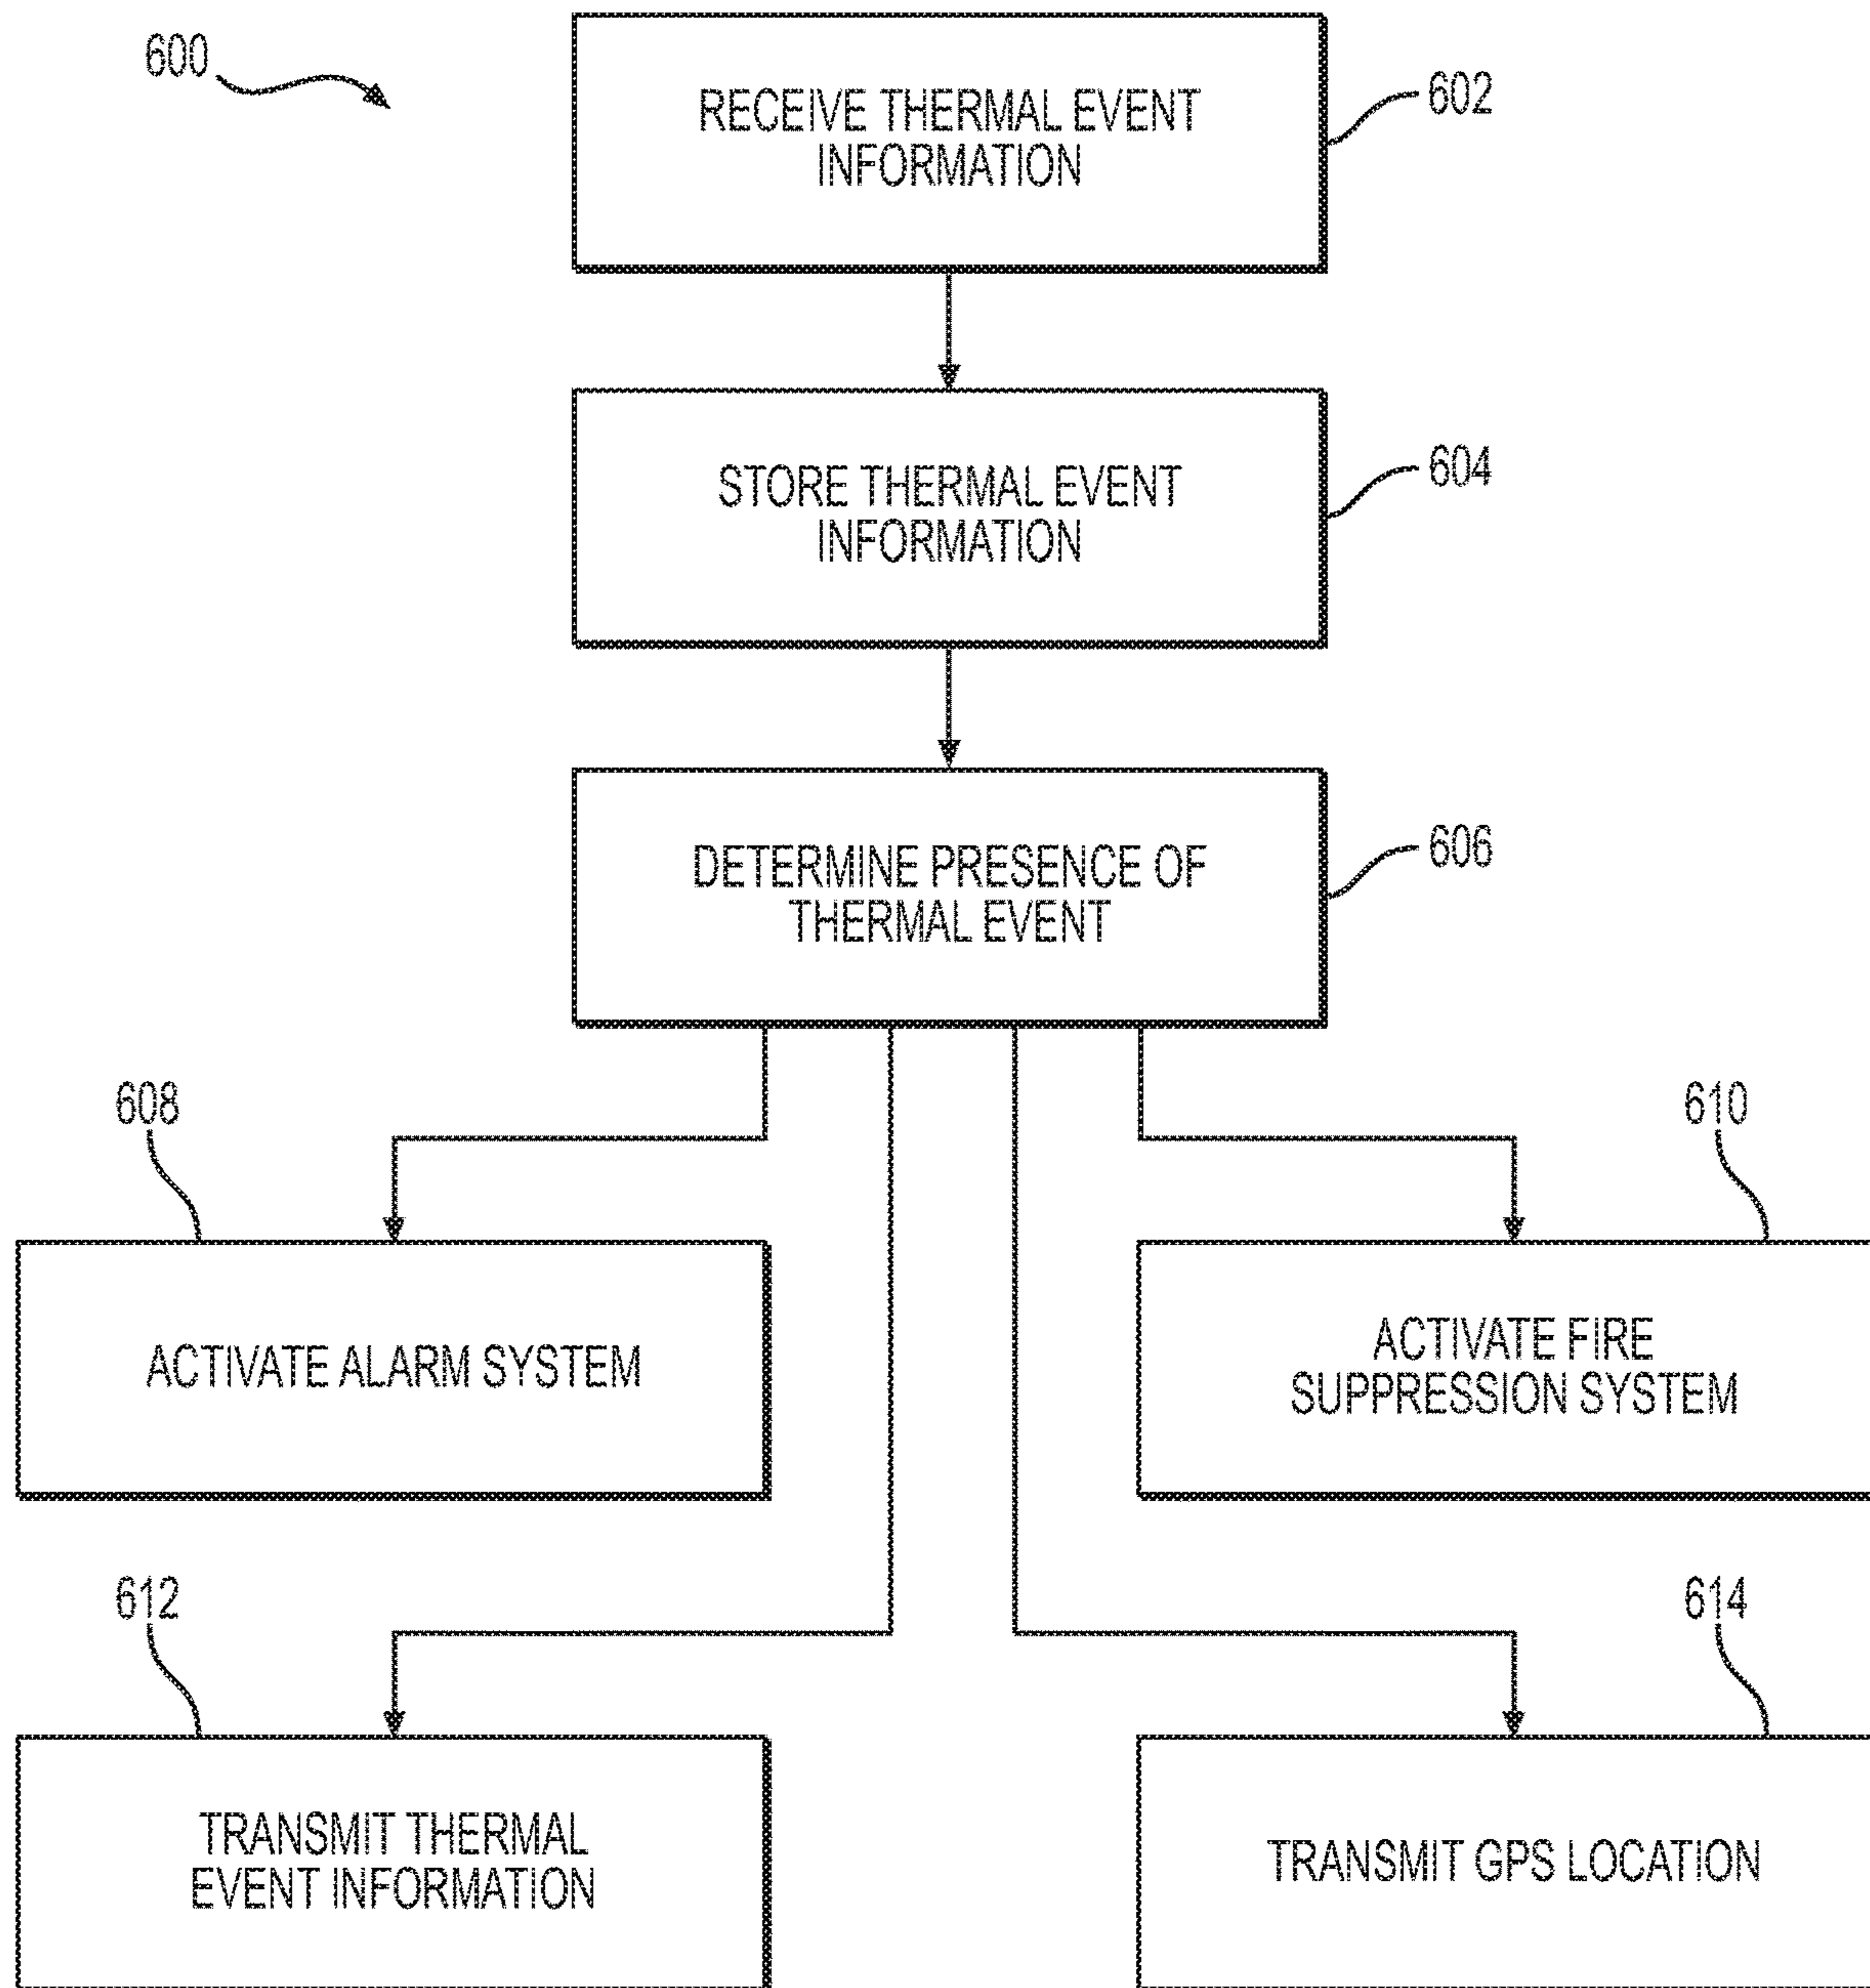 600
RECEIVE THERMAL EVENT
INFORMATION
602
STORE THERMAL EVENT
INFORMATION
604
DETERMINE PRESENCE OF
THERMAL EVENT
606
608
610
ACTIVATE ALARM SYSTEM
ACTIVATE FIRE
SUPPRESSION SYSTEM
612
614
TRANSMIT THERMAL
EVENT INFORMATION
TRANSMIT GPS LOCATION